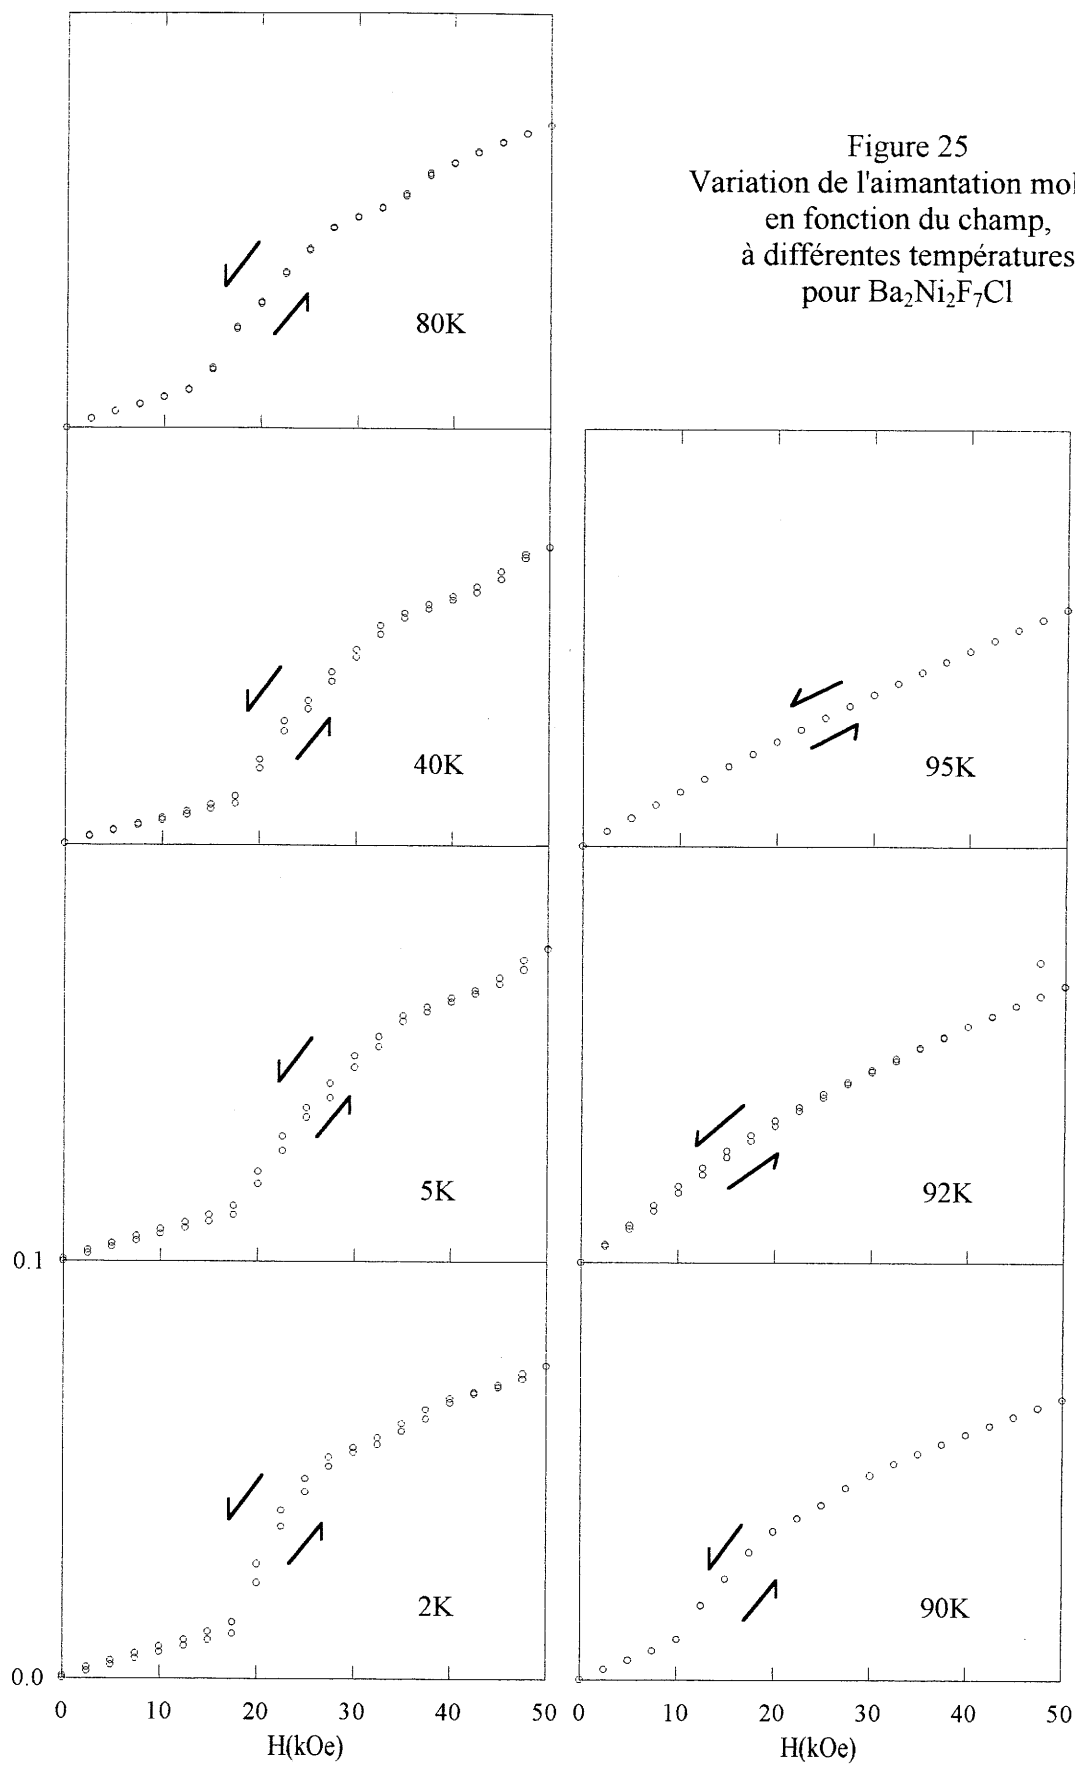 Figure 25
Variation de l'aimantation
en fonction du champ,
à différentes températures
pour Ba₂Ni₂F₇Cl
80K
40K
95K
5K
92K
0.1
2K
90K
0.0
0 10 20 30 40 50 0 10 20 30 40 50
H(kOe) H(kOe)